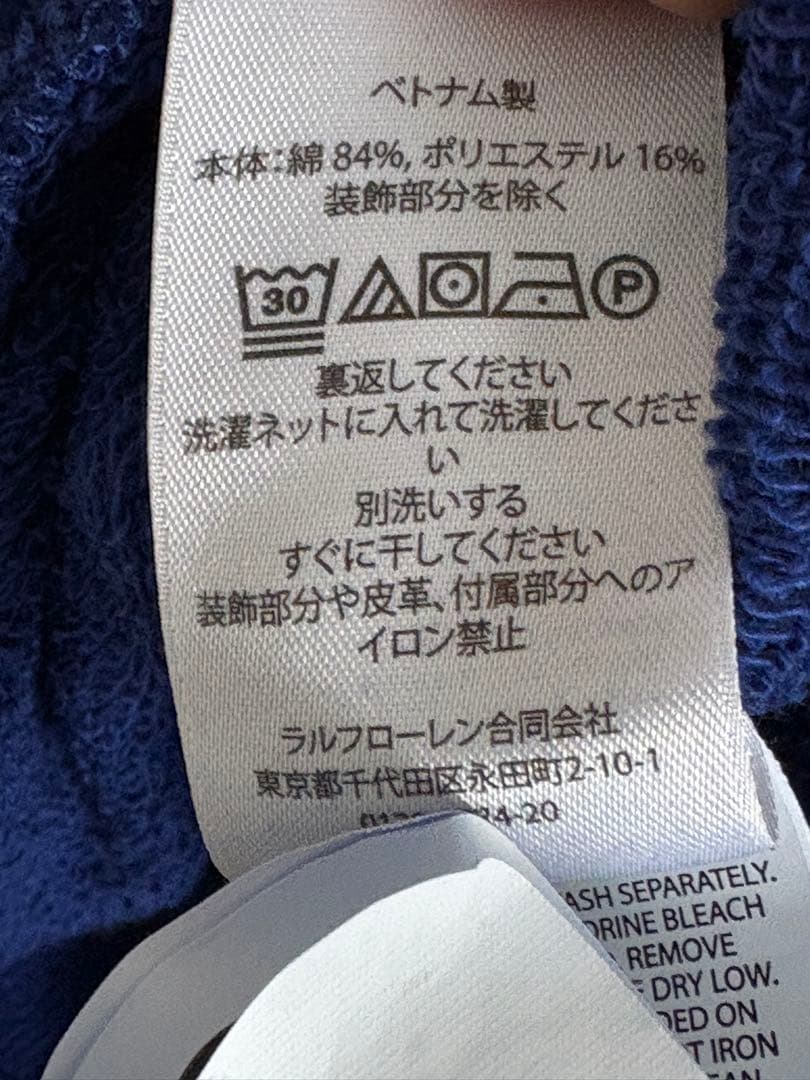 ベトナム製
本体:綿 84%, ポリエステル 16%
装飾部分を除く
30
P
裏返してください
洗濯ネットに入れて洗濯してくださ
い
別洗いする
すぐに干してください
装飾部分や皮革、付属部分へのア
イロン禁止
ラルフローレン合同会社
東京都千代田区永田町2-10-1
4-20
SEPARATELY.
BLEACH
REMOVE
DRY LOW.
ON
IRON